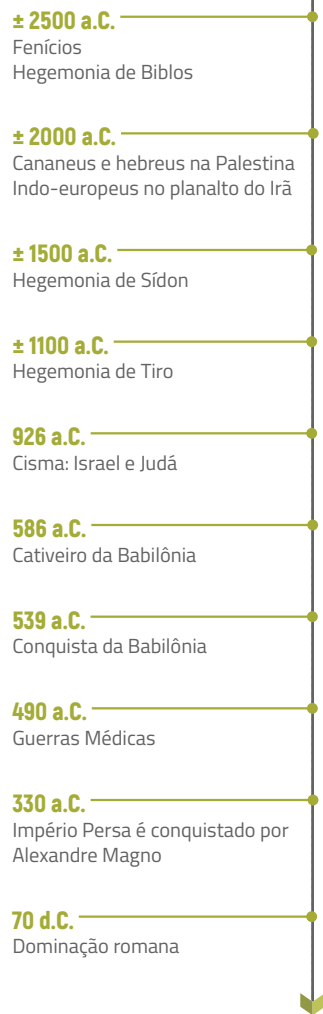 ± 2500 a.C.
Fenícios
Hegemonia de Biblos
± 2000 a.C.
Cananeus e hebreus na Palestina
Indo-europeus no planalto do Irã
± 1500 a.C.
Hegemonia de Sídon
± 1100 a.C.
Hegemonia de Tiro
926 a.C.
Cisma: Israel e Judá
586 a.C.
Cativeiro da Babilônia
539 a.C.
Conquista da Babilônia
490 a.C.
Guerras Médicas
330 a.C.
Império Persa é conquistado por
Alexandre Magno
70 d.C.
Dominação romana